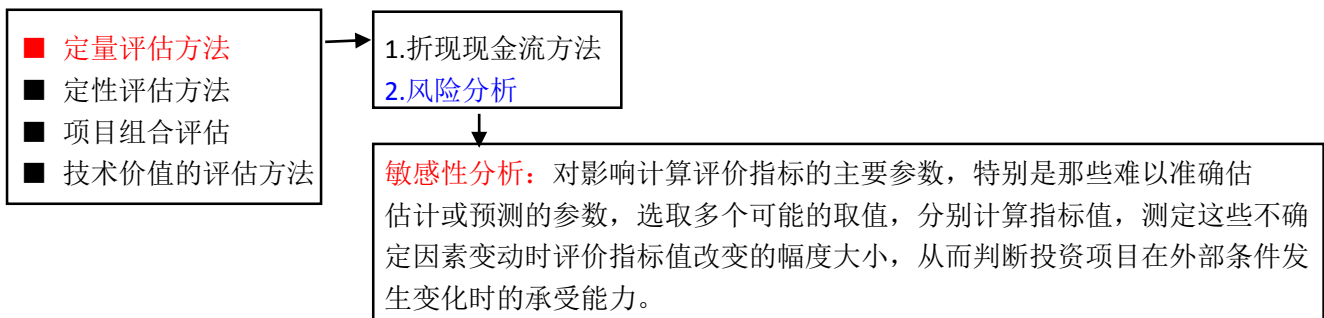 ■ 定量评估方法
■ 定性评估方法
■ 项目组合评估
■ 技术价值的评估方法
1.折现现金流方法
2.风险分析
敏感性分析：对影响计算评价指标的主要参数，特别是那些难以准确估
估计或预测的参数，选取多个可能的取值，分别计算指标值，测定这些不确
定因素变动时评价指标值改变的幅度大小，从而判断投资项目在外部条件发
生变化时的承受能力。